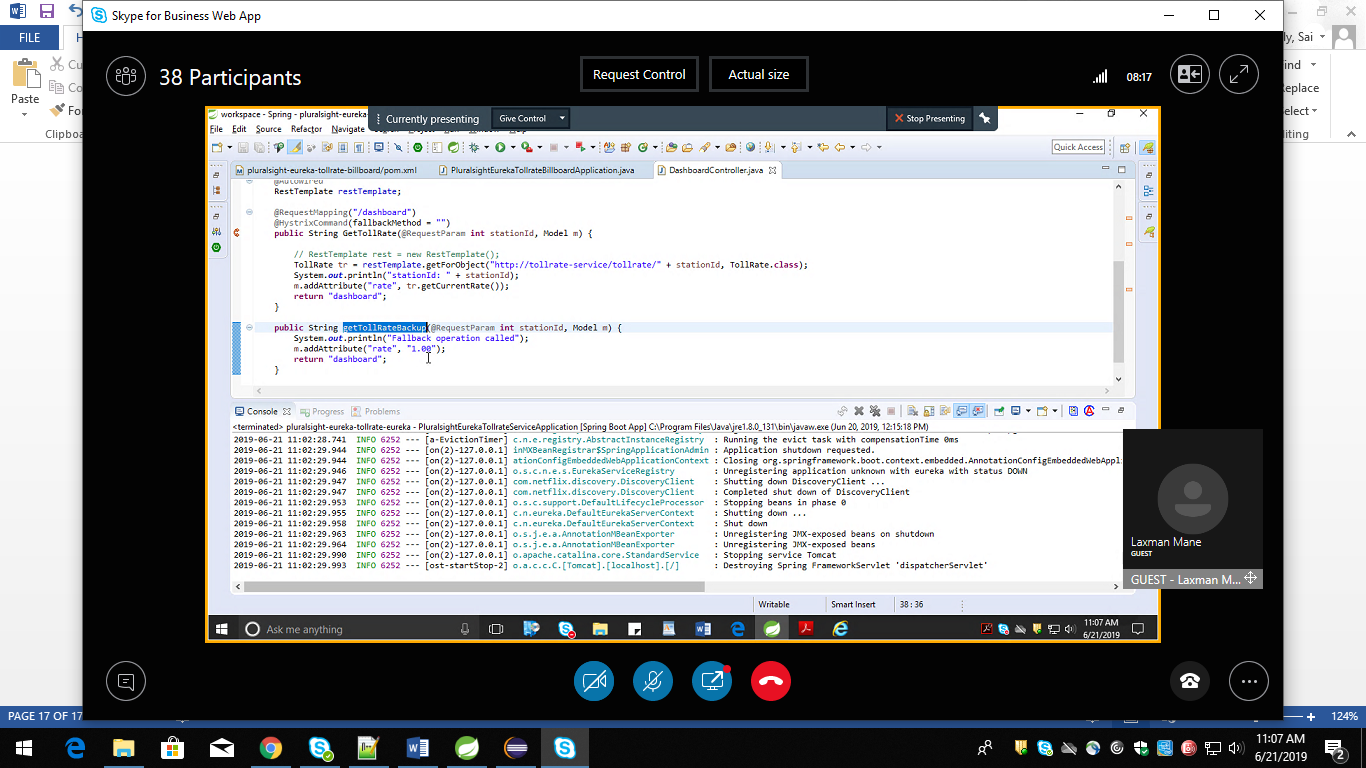 Skype for Business Web App
FILE
ly, Sai
Paste
Cu
Co
For
Clipboa
ind
eplace
elect
iting
38 Participants
Request Control
Actual size
08:17
workspace - Spring - pluralsight-eureka-
Currently presenting
Give Control
Stop Presenting
File Edit Source Refactor Navigate
Quick Access
pluralsight-eureka-tollrate-billboard/pom.xml
PluralsightEurekaTollrateBillboardApplication.java
DashboardController.java
@Autowired
RestTemplate restTemplate;
@RequestMapping("/dashboard")
@HystrixCommand(fallbackMethod = "")
public String GetTollRate(@RequestParam int stationId, Model m) {
// RestTemplate rest = new RestTemplate();
TollRate tr = restTemplate.getForObject("http://tollrate-service/tollrate/" + stationId, TollRate.class);
System.out.println("stationId: " + stationId);
m.addAttribute("rate", tr.getCurrentRate());
return "dashboard";
}
public String getTollRateBackup(@RequestParam int stationId, Model m) {
System.out.println("Fallback operation called");
m.addAttribute("rate", "1.00");
return "dashboard";
}
Console
Progress
Problems
<terminated> pluralsight-eureka-tollrate-eureka - PluralsightEurekaTollrateServiceApplication [Spring Boot App] C:\Program Files\Java\jre1.8.0_131\bin\javaw.exe (Jun 20, 2019, 12:15:18 PM)
2019-06-21 11:02:28.741 INFO 6252 --- [a-EvictionTimer] c.n.e.registry.AbstractInstanceRegistry : Running the evict task with compensationTime 0ms
2019-06-21 11:02:29.944 INFO 6252 --- [on(2)-127.0.0.1] inMXBeanRegistrar$SpringApplicationAdmin : Application shutdown requested.
2019-06-21 11:02:29.944 INFO 6252 --- [on(2)-127.0.0.1] ationConfigEmbeddedWebApplicationContext : Closing org.springframework.boot.context.embedded.AnnotationConfigEmbeddedWebAppli
2019-06-21 11:02:29.946 INFO 6252 --- [on(2)-127.0.0.1] o.s.c.n.e.s.EurekaServiceRegistry : Unregistering application unknown with eureka with status DOWN
2019-06-21 11:02:29.947 INFO 6252 --- [on(2)-127.0.0.1] com.netflix.discovery.DiscoveryClient : Shutting down DiscoveryClient ...
2019-06-21 11:02:29.947 INFO 6252 --- [on(2)-127.0.0.1] com.netflix.discovery.DiscoveryClient : Completed shut down of DiscoveryClient
2019-06-21 11:02:29.953 INFO 6252 --- [on(2)-127.0.0.1] o.s.c.support.DefaultLifecycleProcessor : Stopping beans in phase 0
2019-06-21 11:02:29.955 INFO 6252 --- [on(2)-127.0.0.1] c.n.eureka.DefaultEurekaServerContext : Shutting down ...
2019-06-21 11:02:29.958 INFO 6252 --- [on(2)-127.0.0.1] c.n.eureka.DefaultEurekaServerContext : Shut down
2019-06-21 11:02:29.963 INFO 6252 --- [on(2)-127.0.0.1] o.s.j.e.a.AnnotationMBeanExporter : Unregistering JMX-exposed beans on shutdown
2019-06-21 11:02:29.964 INFO 6252 --- [on(2)-127.0.0.1] o.s.j.e.a.AnnotationMBeanExporter : Unregistering JMX-exposed beans
2019-06-21 11:02:29.990 INFO 6252 --- [on(2)-127.0.0.1] o.apache.catalina.core.StandardService : Stopping service Tomcat
2019-06-21 11:02:29.993 INFO 6252 --- [ost-startStop-2] o.a.c.c.C.[Tomcat].[localhost].[/] : Destroying Spring FrameworkServlet 'dispatcherServlet'
Writable
Smart Insert
38 : 36
Laxman Mane
GUEST
GUEST - Laxman M...
Ask me anything
11:07 AM
6/21/2019
PAGE 17 OF 17
124%
11:07 AM
6/21/2019
2